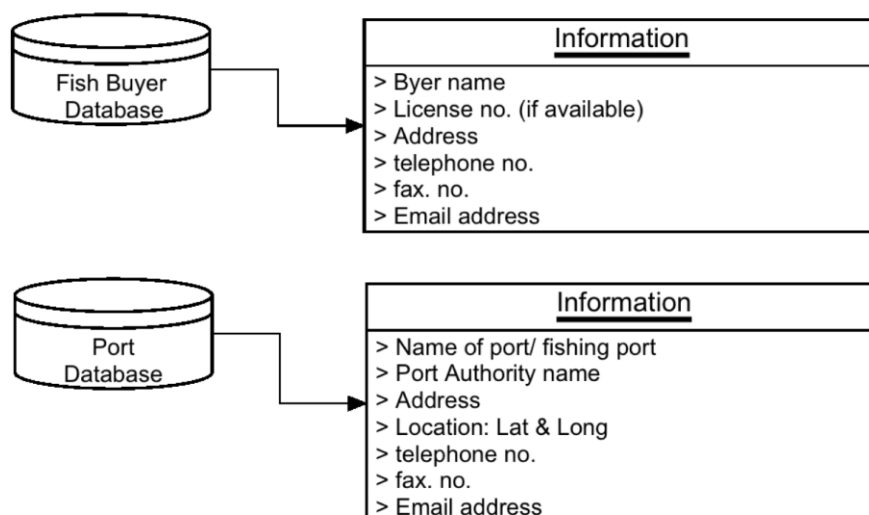 Fish Buyer
Database
Information
> Byer name
> License no. (if available)
> Address
> telephone no.
> fax. no.
> Email address
Port
Database
Information
> Name of port/ fishing port
> Port Authority name
> Address
> Location: Lat & Long
> telephone no.
> fax. no.
> Email address